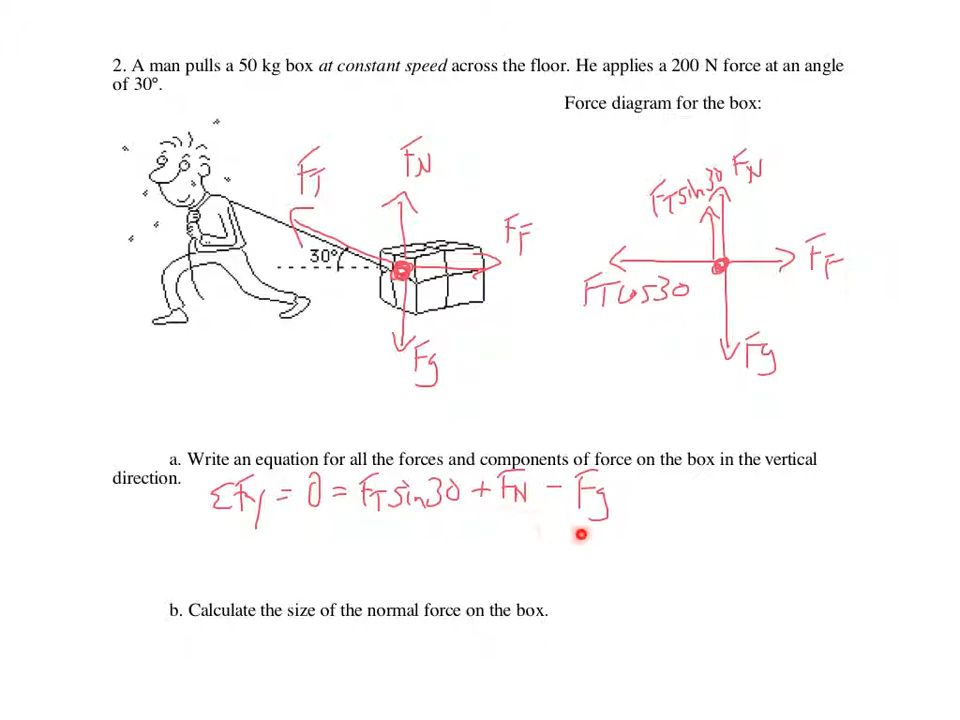 2. A man pulls a 50 kg box at constant speed across the floor. He applies a 200 N force at an angle
of 30°.
Force diagram for the box:
FT
FN
FF
30°
Fg
FTsin30
FN
FF
FTcos30
Fg
a. Write an equation for all the forces and components of force on the box in the vertical
direction.
ΣFy = 0 = FTsin30 + FN - Fg
b. Calculate the size of the normal force on the box.